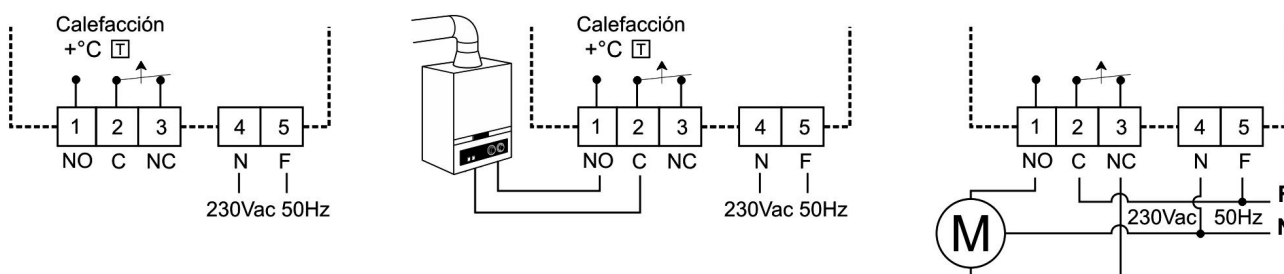 Calefacción
+°C T
1 2 3 4 5
NO C NC N F
230Vac 50Hz
Calefacción
+°C T
1 2 3 4 5
NO C NC N F
230Vac 50Hz
1 2 3 4 5
NO C NC N F
F
230Vac 50Hz
N
M